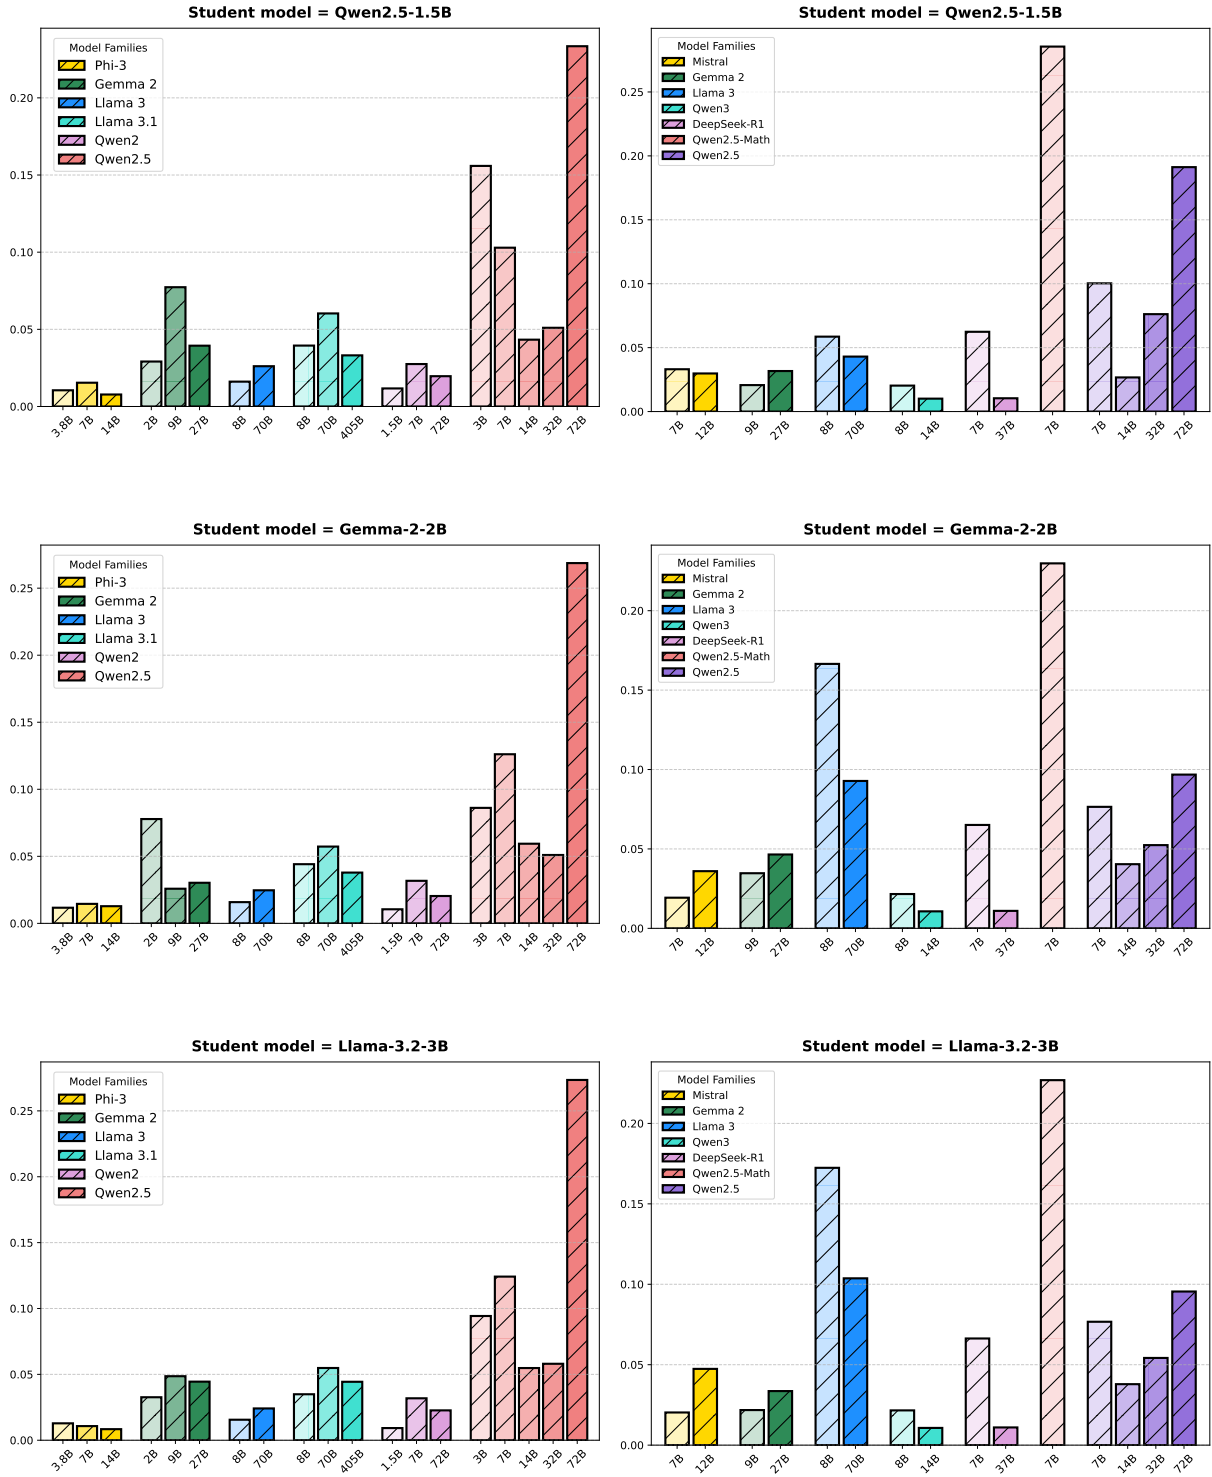 Student model = Qwen2.5-1.5B
Model Families
Phi-3
Gemma 2
Llama 3
Llama 3.1
Qwen2
Qwen2.5
0.20
0.15
0.10
0.05
0.00
3.8B 7B 14B 2B 9B 27B 8B 70B 8B 70B 405B 1.5B 7B 72B 3B 7B 14B 32B 72B
Student model = Qwen2.5-1.5B
Model Families
Mistral
Gemma 2
Llama 3
Qwen3
DeepSeek-R1
Qwen2.5-Math
Qwen2.5
0.25
0.20
0.15
0.10
0.05
0.00
7B 12B 9B 27B 8B 70B 8B 14B 7B 37B 7B 7B 14B 32B 72B
Student model = Gemma-2-2B
Model Families
Phi-3
Gemma 2
Llama 3
Llama 3.1
Qwen2
Qwen2.5
0.25
0.20
0.15
0.10
0.05
0.00
3.8B 7B 14B 2B 9B 27B 8B 70B 8B 70B 405B 1.5B 7B 72B 3B 7B 14B 32B 72B
Student model = Gemma-2-2B
Model Families
Mistral
Gemma 2
Llama 3
Qwen3
DeepSeek-R1
Qwen2.5-Math
Qwen2.5
0.20
0.15
0.10
0.05
0.00
7B 12B 9B 27B 8B 70B 8B 14B 7B 37B 7B 7B 14B 32B 72B
Student model = Llama-3.2-3B
Model Families
Phi-3
Gemma 2
Llama 3
Llama 3.1
Qwen2
Qwen2.5
0.25
0.20
0.15
0.10
0.05
0.00
3.8B 7B 14B 2B 9B 27B 8B 70B 8B 70B 405B 1.5B 7B 72B 3B 7B 14B 32B 72B
Student model = Llama-3.2-3B
Model Families
Mistral
Gemma 2
Llama 3
Qwen3
DeepSeek-R1
Qwen2.5-Math
Qwen2.5
0.20
0.15
0.10
0.05
0.00
7B 12B 9B 27B 8B 70B 8B 14B 7B 37B 7B 7B 14B 32B 72B